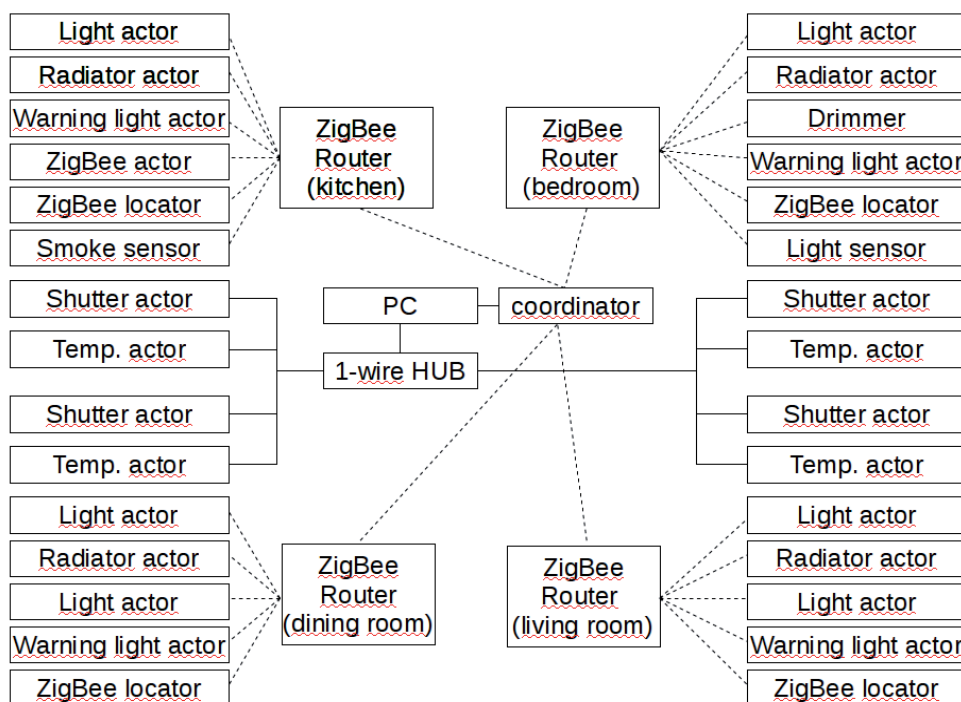 Light actor
Radiator actor
Warning light actor
ZigBee actor
ZigBee locator
Smoke sensor
ZigBee
Router
(kitchen)
ZigBee
Router
(bedroom)
Light actor
Radiator actor
Drimmer
Warning light actor
ZigBee locator
Light sensor
Shutter actor
Temp. actor
Shutter actor
Temp. actor
PC
coordinator
1-wire HUB
Shutter actor
Temp. actor
Shutter actor
Temp. actor
Light actor
Radiator actor
Light actor
Warning light actor
ZigBee locator
ZigBee
Router
(dining room)
ZigBee
Router
(living room)
Light actor
Radiator actor
Light actor
Warning light actor
ZigBee locator